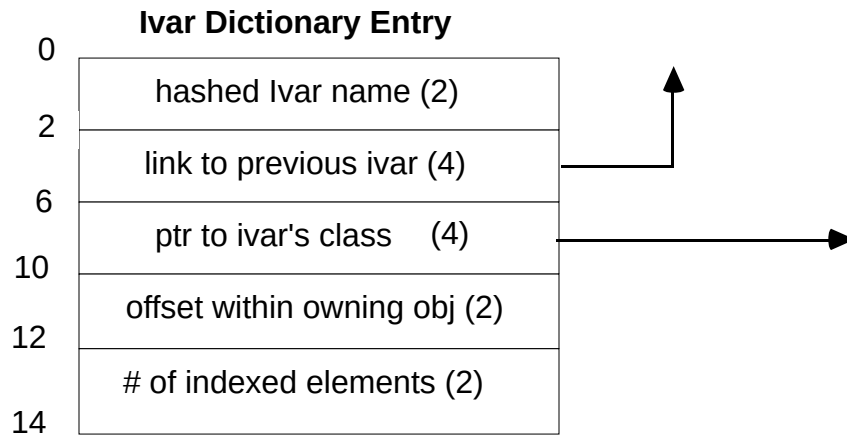 Ivar Dictionary Entry
0
hashed Ivar name (2)
2
link to previous ivar (4)
6
ptr to ivar's class (4)
10
offset within owning obj (2)
12
# of indexed elements (2)
14